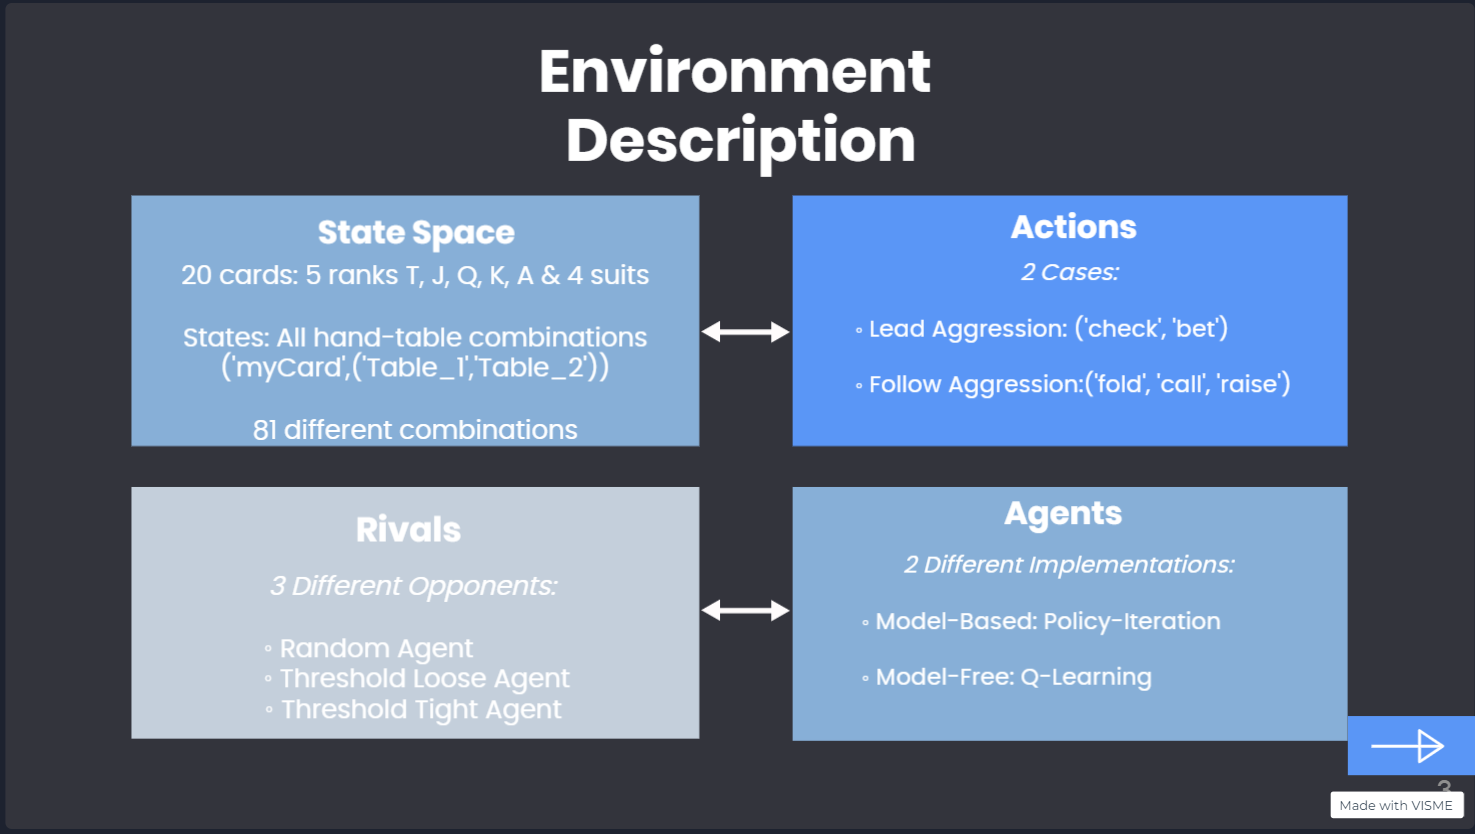 Environment
Description
State Space
20 cards: 5 ranks T, J, Q, K, A & 4 suits
States: All hand-table combinations
('myCard',('Table_1','Table_2'))
81 different combinations
Actions
2 Cases:
◦ Lead Aggression: ('check', 'bet')
◦ Follow Aggression:('fold', 'call', 'raise')
Rivals
3 Different Opponents:
◦ Random Agent
◦ Threshold Loose Agent
◦ Threshold Tight Agent
Agents
2 Different Implementations:
◦ Model-Based: Policy-Iteration
◦ Model-Free: Q-Learning
3
Made with VISME